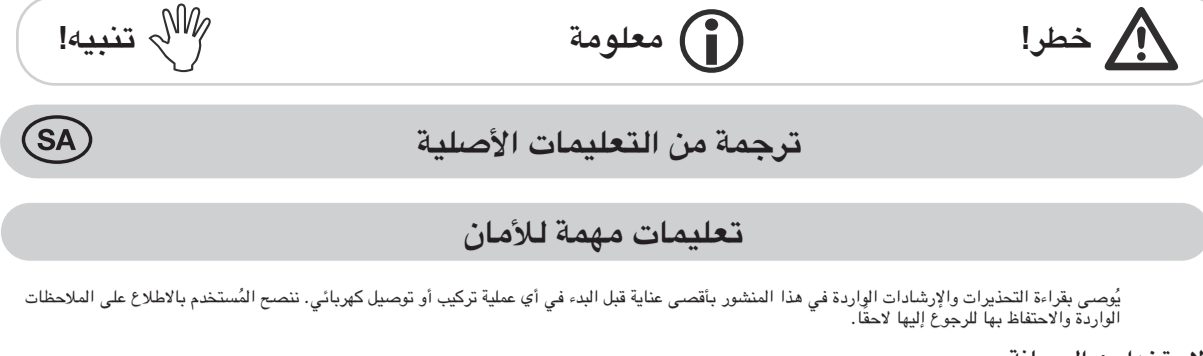 خطر!
معلومة
تنبيه!
ترجمة من التعليمات الأصلية
SA
تعليمات مهمة للأمان
يُوصى بقراءة التحذيرات والإرشادات الواردة في هذا المنشور بأقصى عناية قبل البدء في أي عملية تركيب أو توصيل كهربائي. ننصح المُستخدم بالاطلاع على الملاحظات
الواردة والاحتفاظ بها للرجوع إليها لاحقًا.